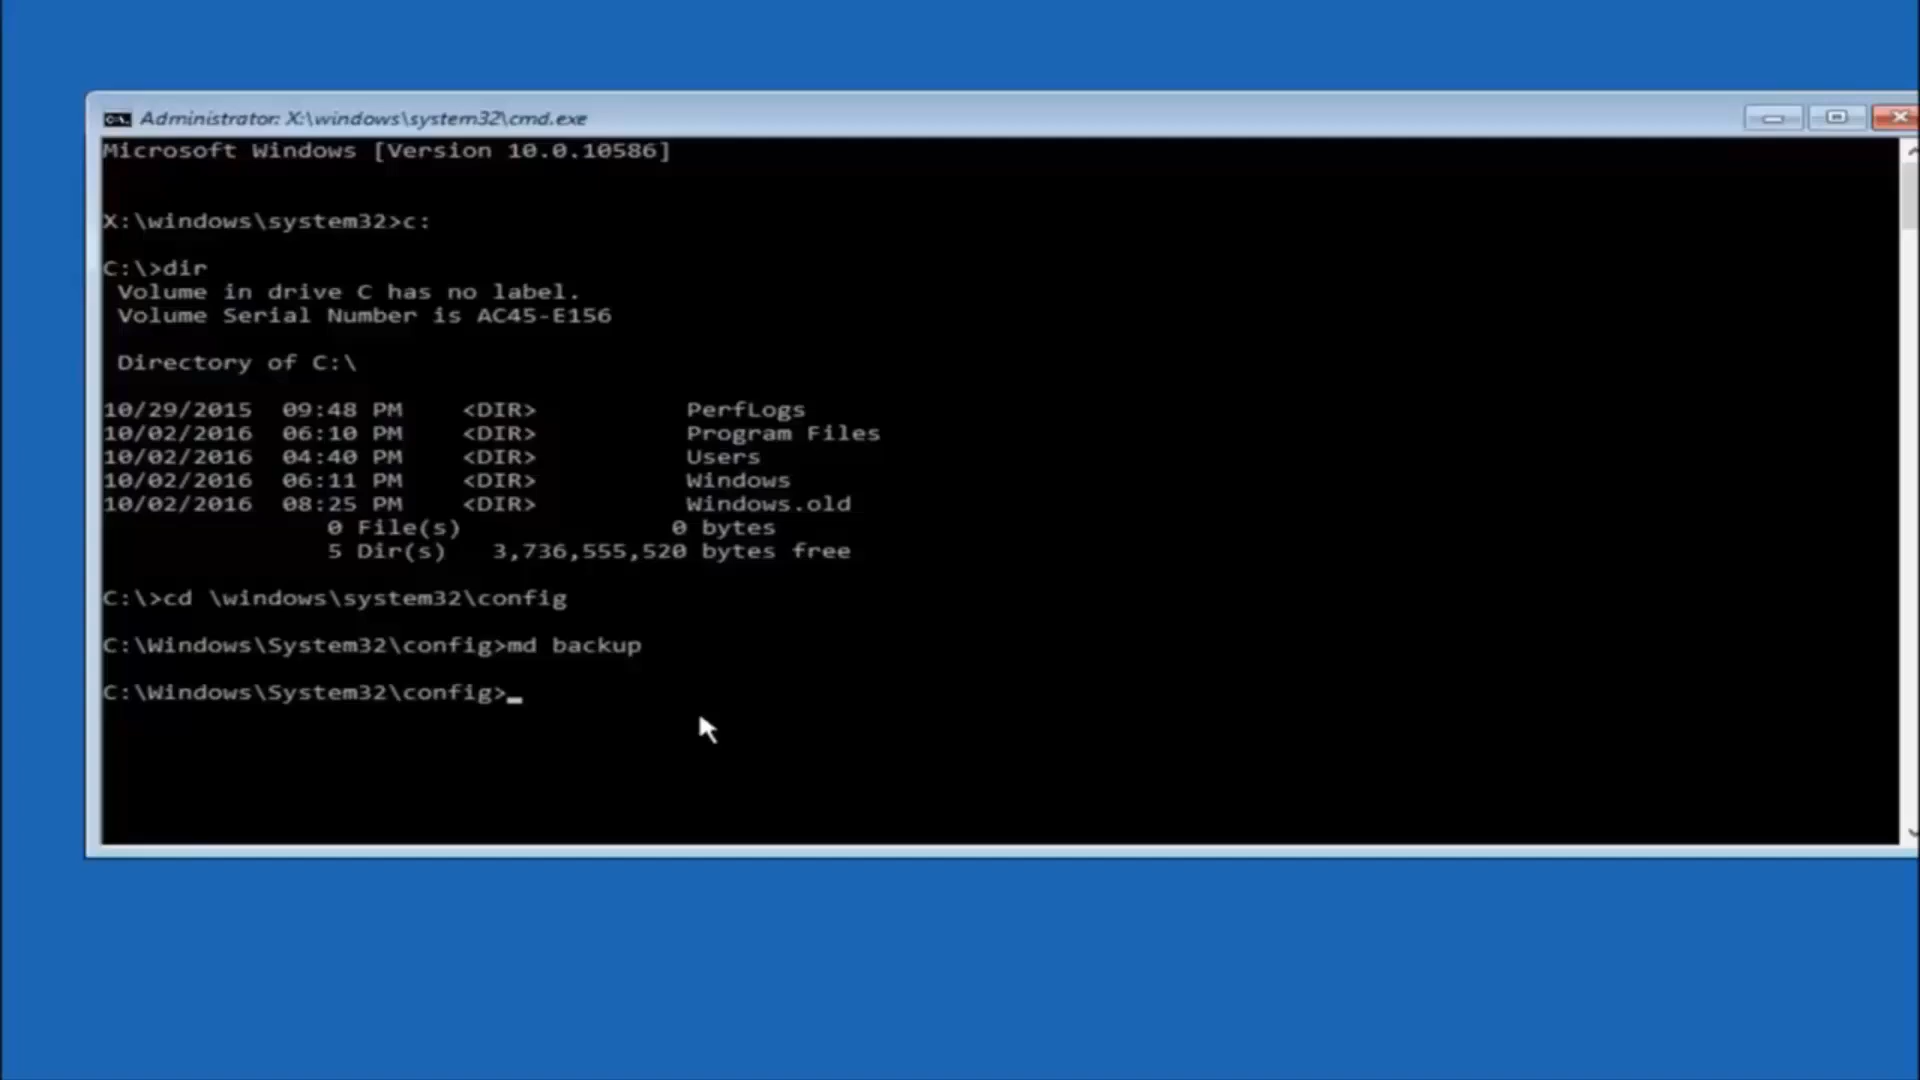 Administrator: X:\windows\system32\cmd.exe
Microsoft Windows [Version 10.0.10586]
X:\windows\system32>c:
C:\>dir
Volume in drive C has no label.
Volume Serial Number is AC45-E156
Directory of C:\
10/29/2015 09:48 PM <DIR> PerfLogs
10/02/2016 06:10 PM <DIR> Program Files
10/02/2016 04:40 PM <DIR> Users
10/02/2016 06:11 PM <DIR> Windows
10/02/2016 08:25 PM <DIR> Windows.old
0 File(s) 0 bytes
5 Dir(s) 3,736,555,520 bytes free
C:\>cd \windows\system32\config
C:\Windows\System32\config>md backup
C:\Windows\System32\config>_